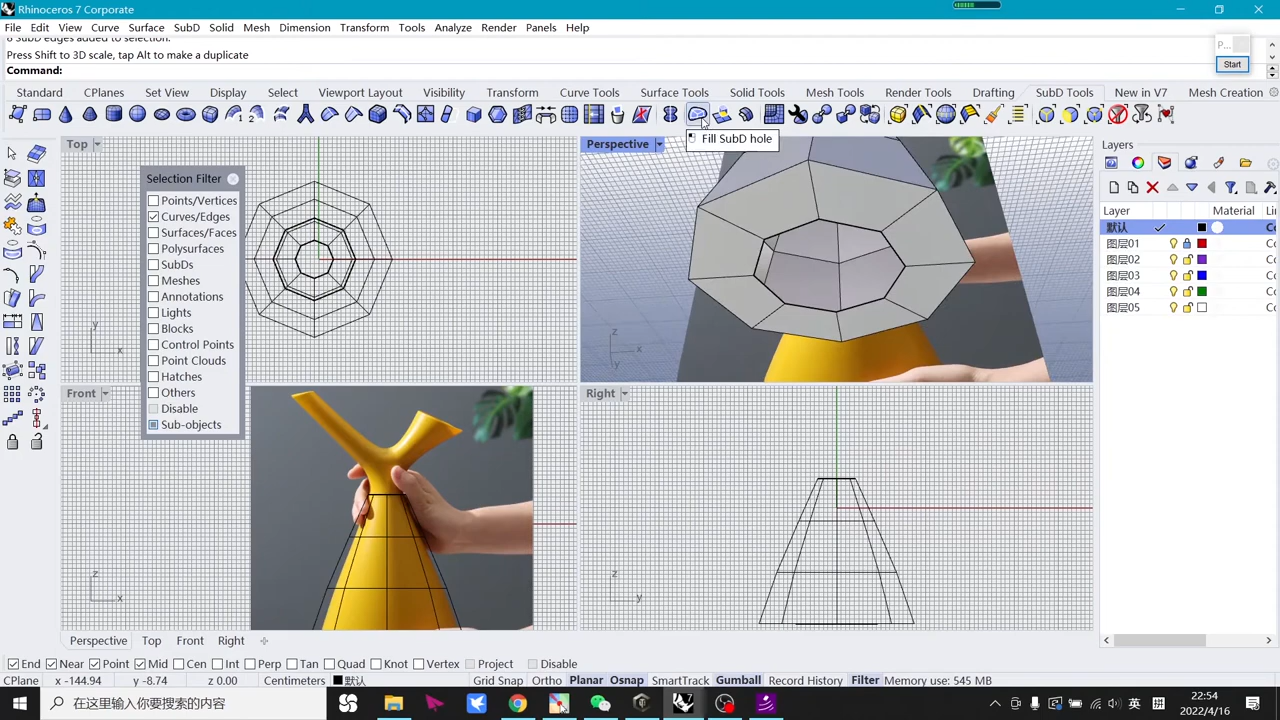 Rhinoceros 7 Corporate
File Edit View Curve Surface SubD Solid Mesh Dimension Transform Tools Analyze Render Panels Help
6 SubD edges added to selection.
Press Shift to 3D scale, tap Alt to make a duplicate
Command:
P...
Start
Standard CPlanes Set View Display Select Viewport Layout Visibility Transform Curve Tools Surface Tools Solid Tools Mesh Tools Render Tools Drafting SubD Tools New in V7 Mesh Creation
Fill SubD hole
Top
Perspective
Layers
Selection Filter
Points/Vertices
Curves/Edges
Surfaces/Faces
Polysurfaces
SubDs
Meshes
Annotations
Lights
Blocks
Control Points
Point Clouds
Hatches
Others
Disable
Sub-objects
Layer Material
默认
图层01
图层02
图层03
图层04
图层05
y
x
z
x
y
Front
Right
z
x
z
y
Perspective Top Front Right
End Near Point Mid Cen Int Perp Tan Quad Knot Vertex Project Disable
CPlane x -144.94 y -8.74 z 0.00 Centimeters 默认 Grid Snap Ortho Planar Osnap SmartTrack Gumball Record History Filter Memory use: 545 MB
在这里输入你要搜索的内容
英 拼
22:54
2022/4/16